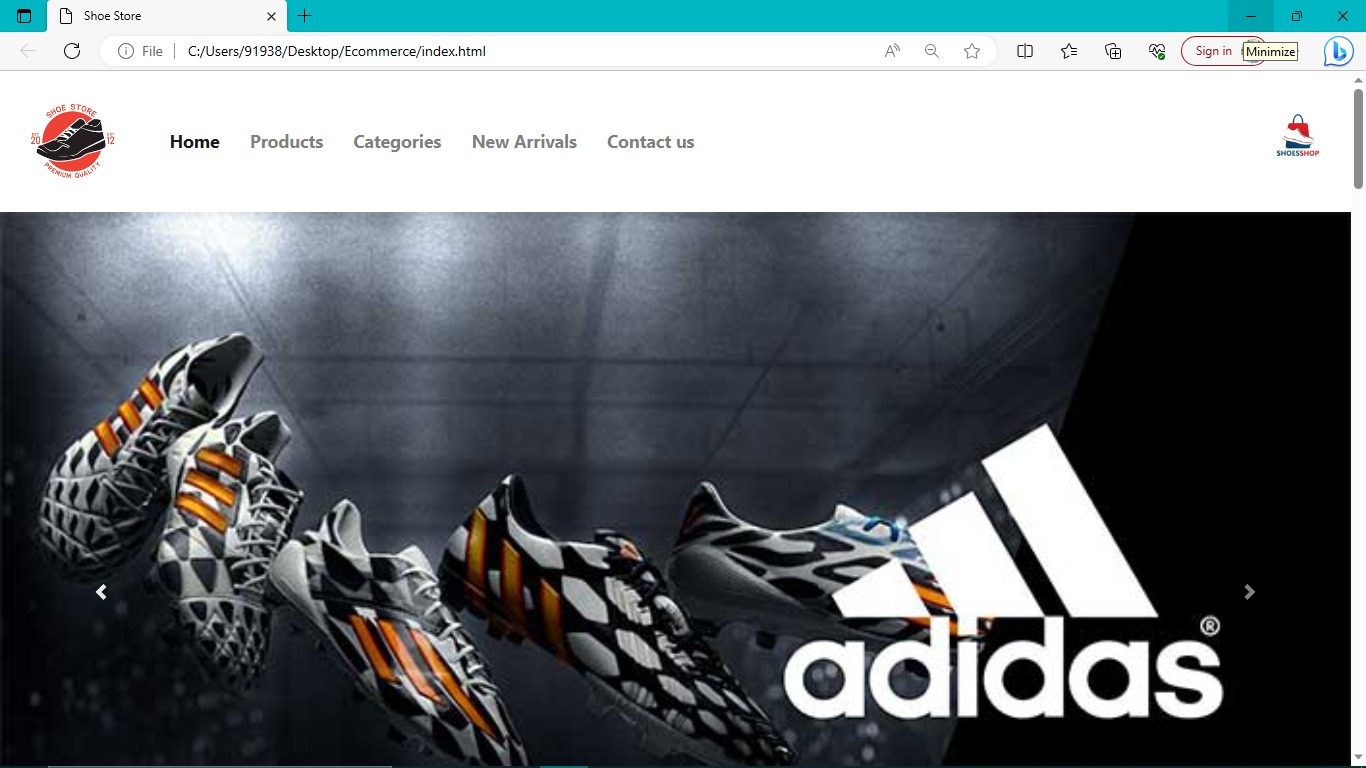 Shoe Store
File
C:/Users/91938/Desktop/Ecommerce/index.html
Sign in
Minimize
SHOE STORE
20 12
PREMIUM QUALITY
Home
Products
Categories
New Arrivals
Contact us
SHOESSHOP
adidas®